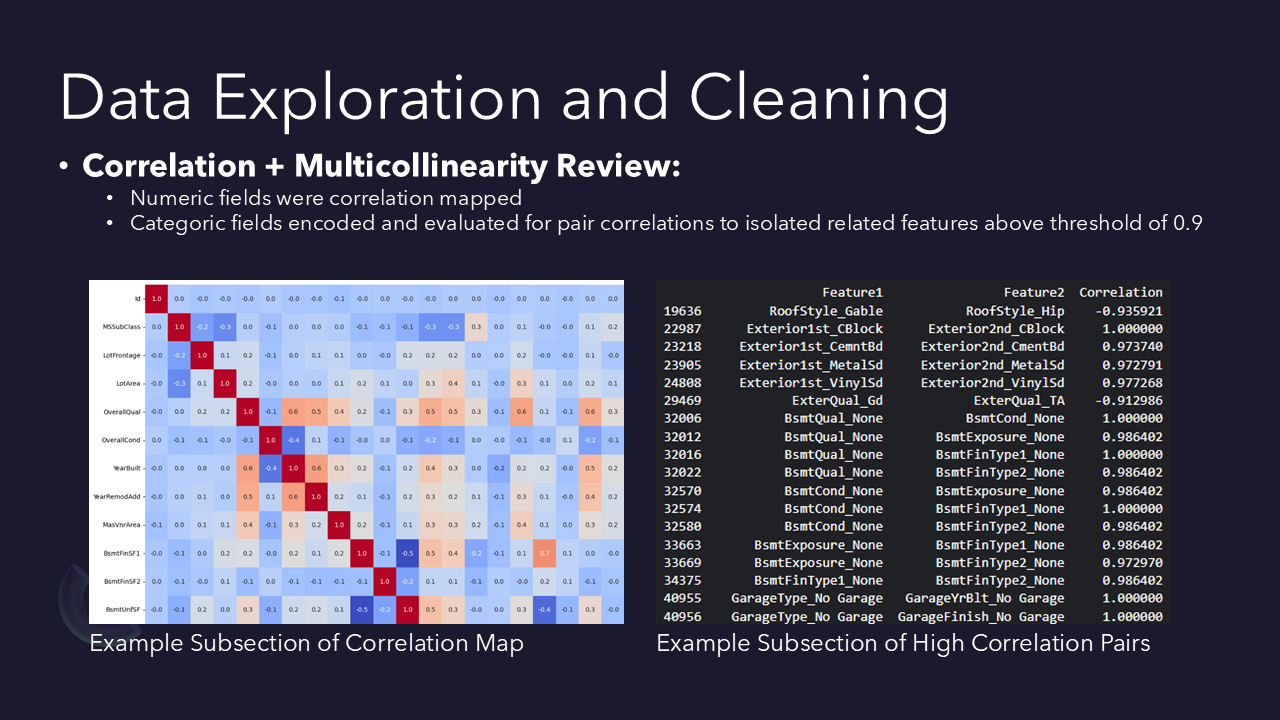 Data Exploration and Cleaning
• Correlation + Multicollinearity Review:
• Numeric fields were correlation mapped
• Categoric fields encoded and evaluated for pair correlations to isolated related features above threshold of 0.9
Id 1.0 0.0 -0.0 -0.0 -0.0 0.0 -0.0 -0.0 -0.1 -0.0 0.0 -0.0 0.0 0.0 0.0 -0.0 0.0 0.0 -0.0 0.0 0.0
MSSubClass 0.0 1.0 -0.2 -0.3 0.0 -0.1 0.0 0.0 0.0 -0.1 -0.1 -0.1 -0.3 -0.3 0.3 0.0 0.1 -0.0 -0.0 0.1 0.2
LotFrontage -0.0 -0.2 1.0 0.1 0.2 -0.1 0.0 0.1 0.1 0.0 -0.0 0.2 0.2 0.2 0.0 0.0 0.2 -0.0 -0.0 0.1 -0.0
LotArea -0.0 -0.3 0.1 1.0 0.2 -0.0 0.0 0.0 0.1 0.2 0.1 0.0 0.3 0.4 0.1 -0.0 0.3 0.1 0.0 0.2 0.1
OverallQual -0.0 0.0 0.2 0.2 1.0 -0.1 0.6 0.5 0.4 0.2 -0.1 0.3 0.5 0.5 0.3 -0.1 0.6 0.1 -0.1 0.6 0.3
OverallCond 0.0 -0.1 -0.1 -0.0 -0.1 1.0 -0.4 0.1 -0.1 -0.0 0.0 -0.1 -0.2 -0.1 0.0 -0.0 -0.1 -0.0 0.1 -0.2 -0.1
YearBuilt -0.0 0.0 0.0 0.0 0.6 -0.4 1.0 0.6 0.3 0.2 -0.1 0.2 0.4 0.3 0.0 -0.2 0.2 0.2 -0.0 0.5 0.2
YearRemodAdd -0.0 0.0 0.1 0.0 0.5 0.1 0.6 1.0 0.2 0.1 -0.1 0.2 0.3 0.2 0.1 -0.1 0.3 0.1 -0.0 0.4 0.2
MasVnrArea -0.1 0.0 0.1 0.1 0.4 -0.1 0.3 0.2 1.0 0.2 -0.1 0.1 0.3 0.3 0.2 -0.1 0.4 0.1 0.0 0.3 0.2
BsmtFinSF1 -0.0 -0.1 0.0 0.2 0.2 -0.0 0.2 0.1 0.2 1.0 -0.1 -0.5 0.5 0.4 -0.2 -0.1 0.1 0.7 0.1 0.0 -0.0
BsmtFinSF2 0.0 -0.1 -0.0 0.1 -0.1 0.0 -0.1 -0.1 -0.1 -0.1 1.0 -0.2 0.1 0.1 -0.1 0.0 -0.0 0.2 0.1 -0.1 -0.0
BsmtUnfSF -0.0 -0.1 0.2 0.0 0.3 -0.1 0.2 0.2 0.1 -0.5 -0.2 1.0 0.5 0.3 -0.0 0.0 0.3 -0.4 -0.1 0.3 -0.0
Feature1 Feature2 Correlation
19636 RoofStyle_Gable RoofStyle_Hip -0.935921
22987 Exterior1st_CBlock Exterior2nd_CBlock 1.000000
23218 Exterior1st_CemntBd Exterior2nd_CmentBd 0.973740
23905 Exterior1st_MetalSd Exterior2nd_MetalSd 0.972791
24808 Exterior1st_VinylSd Exterior2nd_VinylSd 0.977268
29469 ExterQual_Gd ExterQual_TA -0.912986
32006 BsmtQual_None BsmtCond_None 1.000000
32012 BsmtQual_None BsmtExposure_None 0.986402
32016 BsmtQual_None BsmtFinType1_None 1.000000
32022 BsmtQual_None BsmtFinType2_None 0.986402
32570 BsmtCond_None BsmtExposure_None 0.986402
32574 BsmtCond_None BsmtFinType1_None 1.000000
32580 BsmtCond_None BsmtFinType2_None 0.986402
33663 BsmtExposure_None BsmtFinType1_None 0.986402
33669 BsmtExposure_None BsmtFinType2_None 0.972970
34375 BsmtFinType1_None BsmtFinType2_None 0.986402
40955 GarageType_No Garage GarageYrBlt_No Garage 1.000000
40956 GarageType_No Garage GarageFinish_No Garage 1.000000
Example Subsection of Correlation Map
Example Subsection of High Correlation Pairs